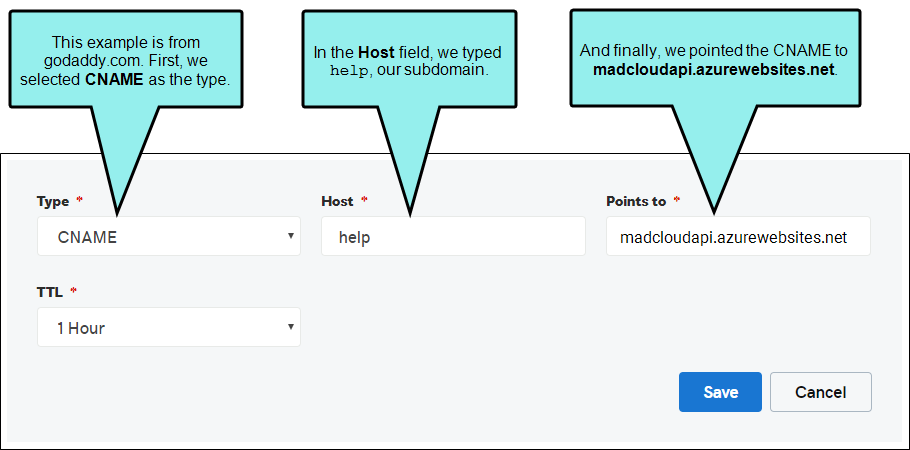 This example is from
godaddy.com. First, we
selected CNAME as the type.
In the Host field, we typed
help, our subdomain.
And finally, we pointed the CNAME to
madcloudapi.azurewebsites.net.
Type *
Host *
Points to *
CNAME
help
madcloudapi.azurewebsites.net
TTL *
1 Hour
Save
Cancel